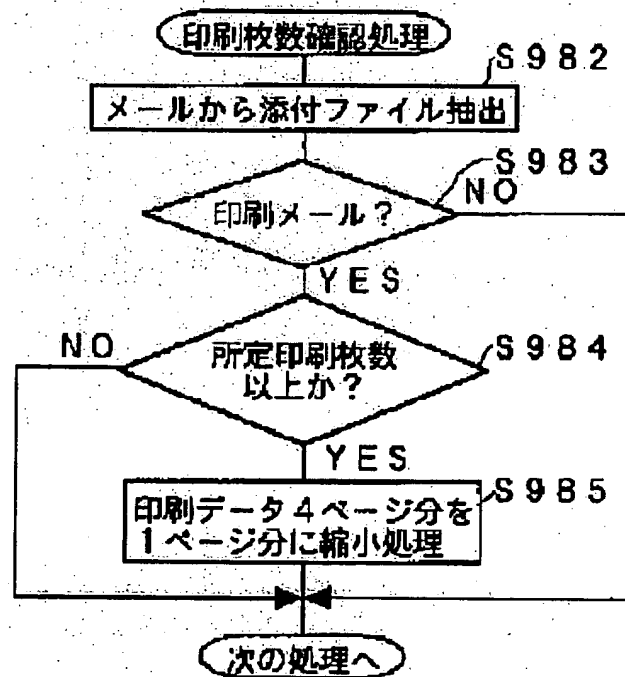 印刷枚数確認処理
S982
メールから添付ファイル抽出
S983
印刷メール？
NO
YES
所定印刷枚数
以上か？
S984
NO
YES
S985
印刷データ４ページ分を
１ページ分に縮小処理
次の処理へ